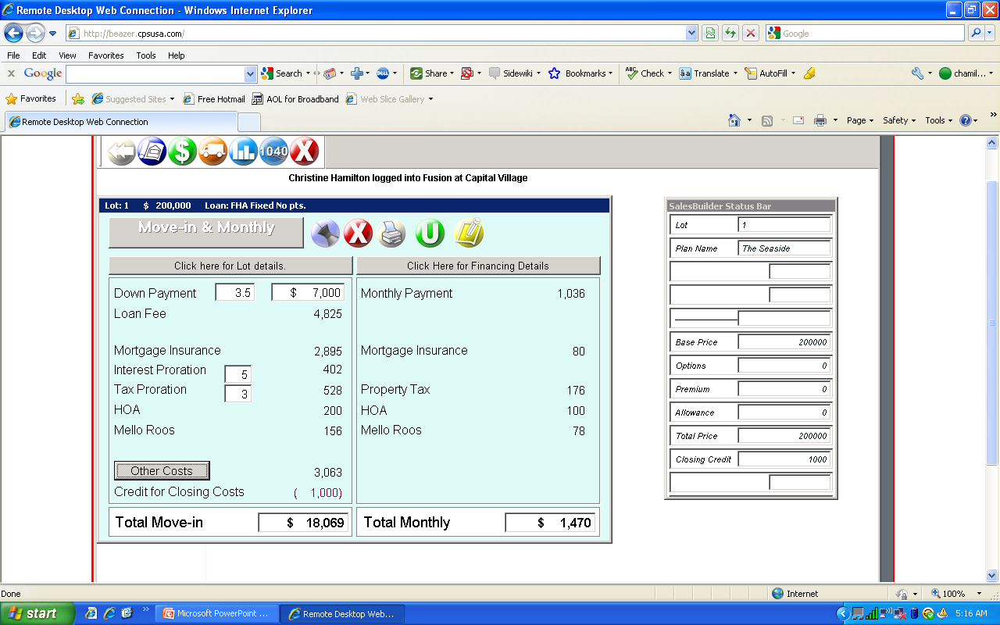 Remote Desktop Web Connection - Windows Internet Explorer
http://beazer.cpsusa.com/
Google
File Edit View Favorites Tools Help
x Google Search Share Sidewiki Bookmarks Check Translate AutoFill chamil...
Favorites Suggested Sites Free Hotmail AOL for Broadband Web Slice Gallery
Remote Desktop Web Connection Page Safety Tools
1040
Christine Hamilton logged into Fusion at Capital Village
Lot: 1 $ 200,000 Loan: FHA Fixed No pts.
Move-in & Monthly
U
Click here for Lot details. Click Here for Financing Details
Down Payment 3.5 $ 7,000 Monthly Payment 1,036
Loan Fee 4,825
Mortgage Insurance 2,895 Mortgage Insurance 80
Interest Proration 5 402
Tax Proration 3 528 Property Tax 176
HOA 200 HOA 100
Mello Roos 156 Mello Roos 78
Other Costs 3,063
Credit for Closing Costs ( 1,000)
Total Move-in $ 18,069 Total Monthly $ 1,470
SalesBuilder Status Bar
Lot 1
Plan Name The Seaside
Base Price 200000
Options 0
Premium 0
Allowance 0
Total Price 200000
Closing Credit 1000
Done Internet 100%
start Microsoft PowerPoint ... Remote Desktop Web... 5:16 AM